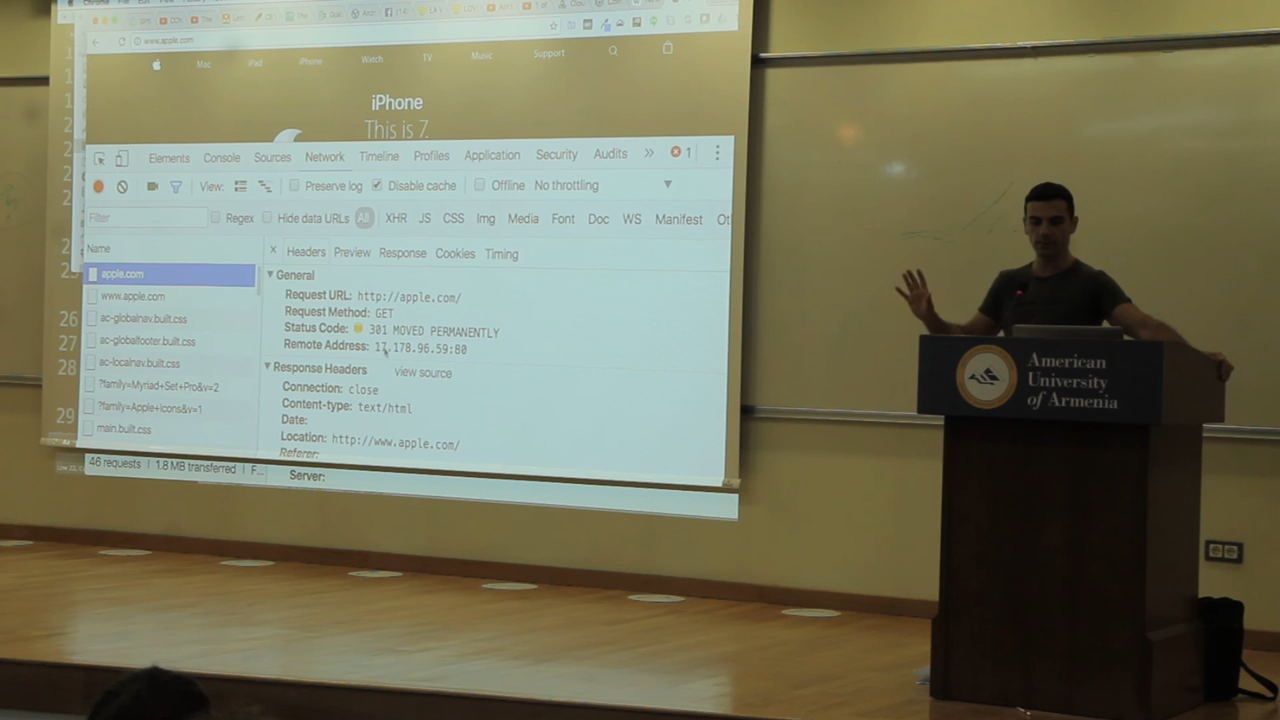 www.apple.com
Mac iPad iPhone Watch TV Music Support
iPhone
This is 7.
Elements Console Sources Network Timeline Profiles Application Security Audits » 1
View: Preserve log Disable cache Offline No throttling
Filter Regex Hide data URLs All XHR JS CSS Img Media Font Doc WS Manifest Ot
Name
× Headers Preview Response Cookies Timing
apple.com
www.apple.com
ac-globalnav.built.css
ac-globalfooter.built.css
ac-localnav.built.css
?family=Myriad+Set+Pro&v=2
?family=Apple+Icons&v=1
main.built.css
46 requests | 1.8 MB transferred | F...
General
Request URL: http://apple.com/
Request Method: GET
Status Code: 301 MOVED PERMANENTLY
Remote Address: 17.178.96.59:80
Response Headers view source
Connection: close
Content-type: text/html
Date:
Location: http://www.apple.com/
Referer:
Server:
26
27
28
29
American
University
of Armenia